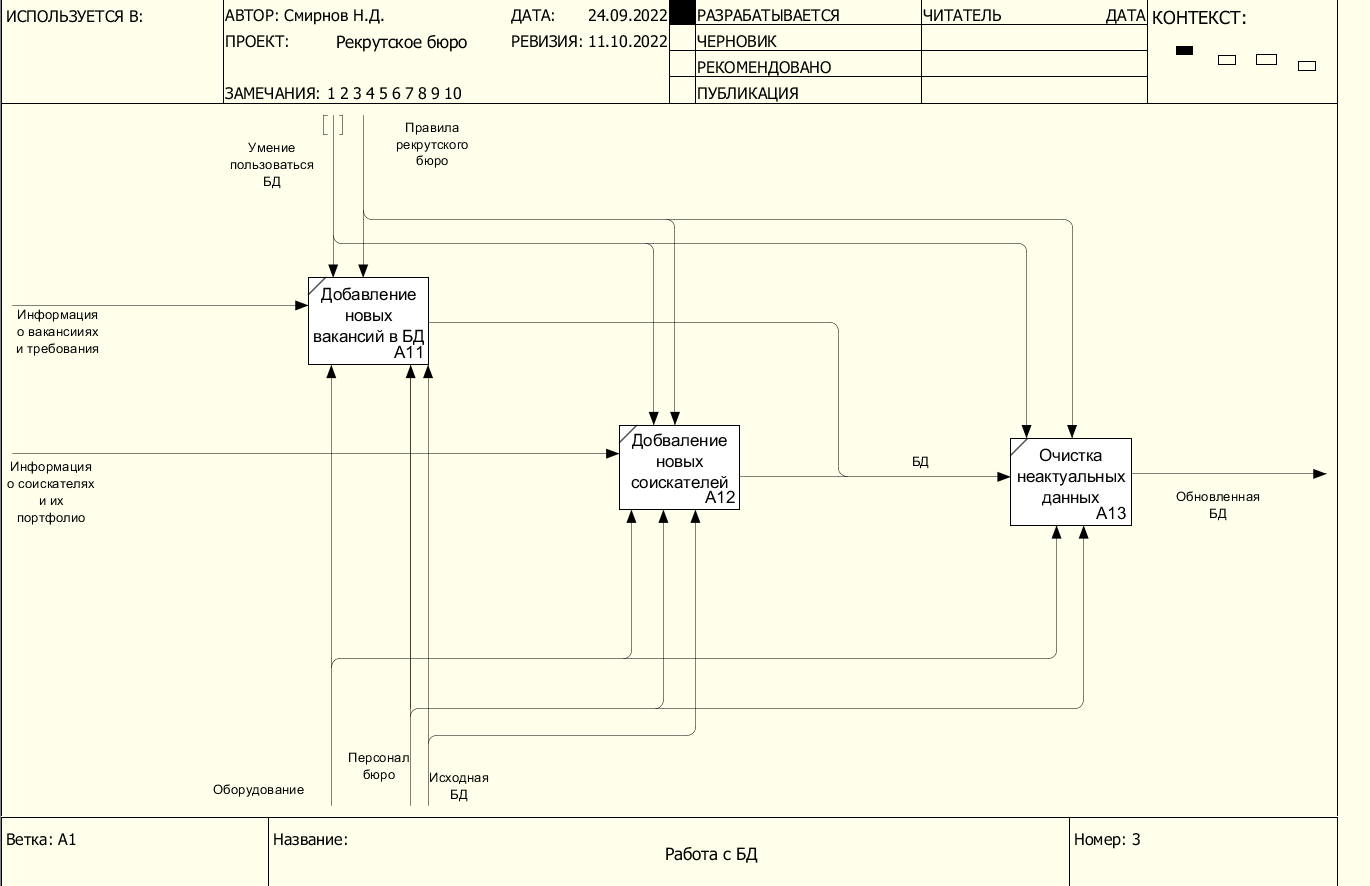 ИСПОЛЬЗУЕТСЯ В:
АВТОР: Смирнов Н.Д.
ДАТА: 24.09.2022
ПРОЕКТ: Рекрутское бюро
РЕВИЗИЯ: 11.10.2022
ЗАМЕЧАНИЯ: 1 2 3 4 5 6 7 8 9 10
РАЗРАБАТЫВАЕТСЯ
ЧЕРНОВИК
РЕКОМЕНДОВАНО
ПУБЛИКАЦИЯ
ЧИТАТЕЛЬ
ДАТА
КОНТЕКСТ:
Умение
пользоваться
БД
Правила
рекрутского
бюро
Информация
о вакансииях
и требования
Добавление
новых
вакансий в БД
A11
Информация
о соискателях
и их
портфолио
Добваление
новых
соискателей
A12
БД
Очистка
неактуальных
данных
A13
Обновленная
БД
Оборудование
Персонал
бюро
Исходная
БД
Ветка: A1
Название:
Работа с БД
Номер: 3